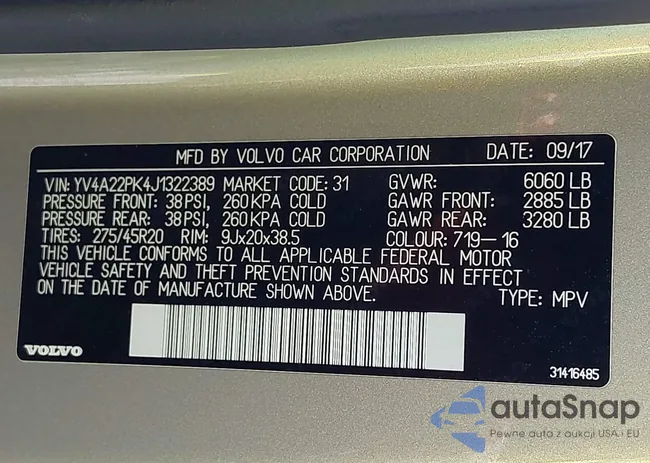 MFD BY VOLVO CAR CORPORATION DATE: 09/17
VIN: YV4A22PK4J1322389 MARKET CODE: 31 GVWR: 6060 LB
PRESSURE FRONT: 38 PSI, 260 KPA COLD GAWR FRONT: 2885 LB
PRESSURE REAR: 38 PSI, 260 KPA COLD GAWR REAR: 3280 LB
TIRES: 275/45R20 RIM: 9Jx20x38.5 COLOUR: 719-16
THIS VEHICLE CONFORMS TO ALL APPLICABLE FEDERAL MOTOR
VEHICLE SAFETY AND THEFT PREVENTION STANDARDS IN EFFECT
ON THE DATE OF MANUFACTURE SHOWN ABOVE. TYPE: MPV
VOLVO 31416485
autoSnap
Pewne auta z aukcji USA i EU